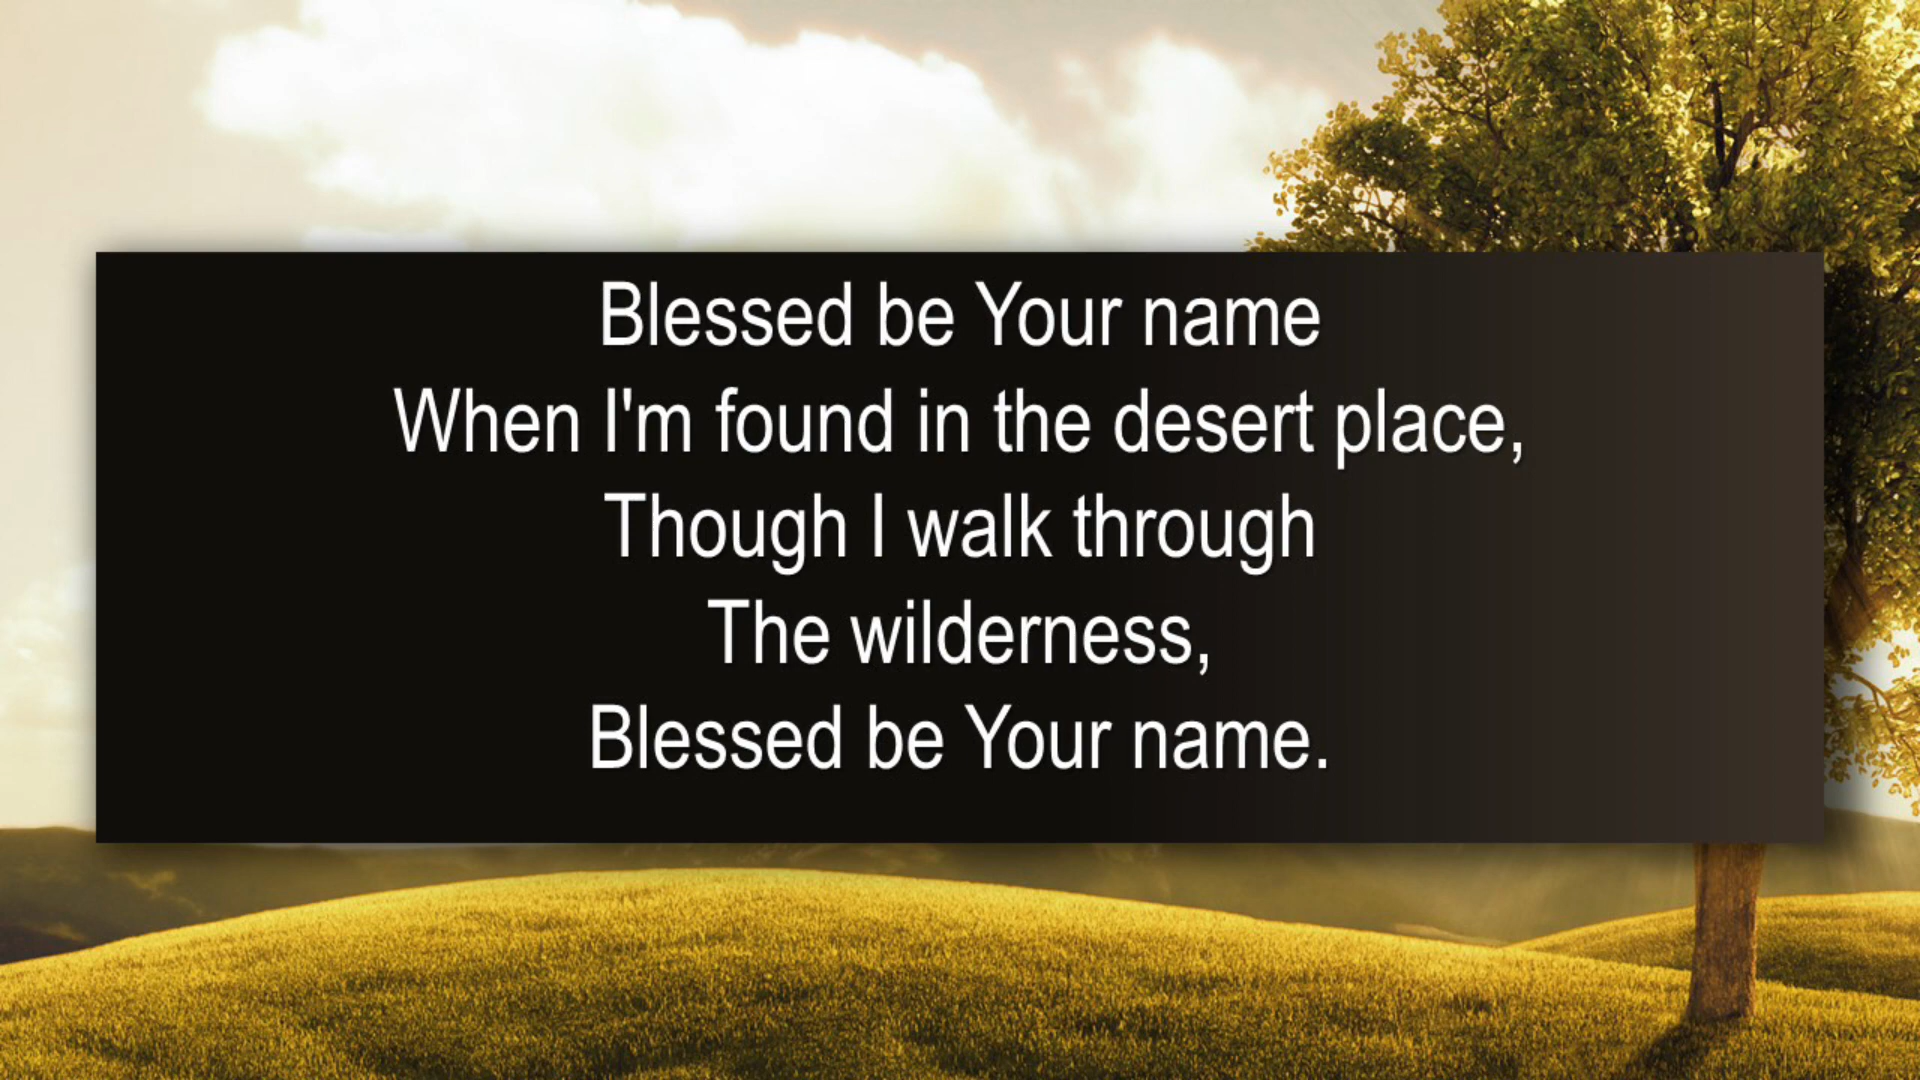 Blessed be Your name
When I'm found in the desert place,
Though I walk through
The wilderness,
Blessed be Your name.